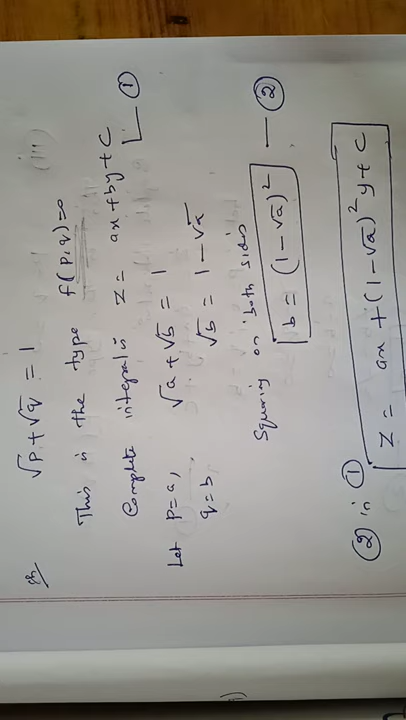 √p + √q = 1
This is the type f(p,q)=0
Complete integral is Z = ax + by + C — ①
Let p=a, √a + √b = 1
q=b, √b = 1 - √a
Squaring on both sides
b = (1 - √a)² — ②
② in ①
Z = ax + (1 - √a)² y + C